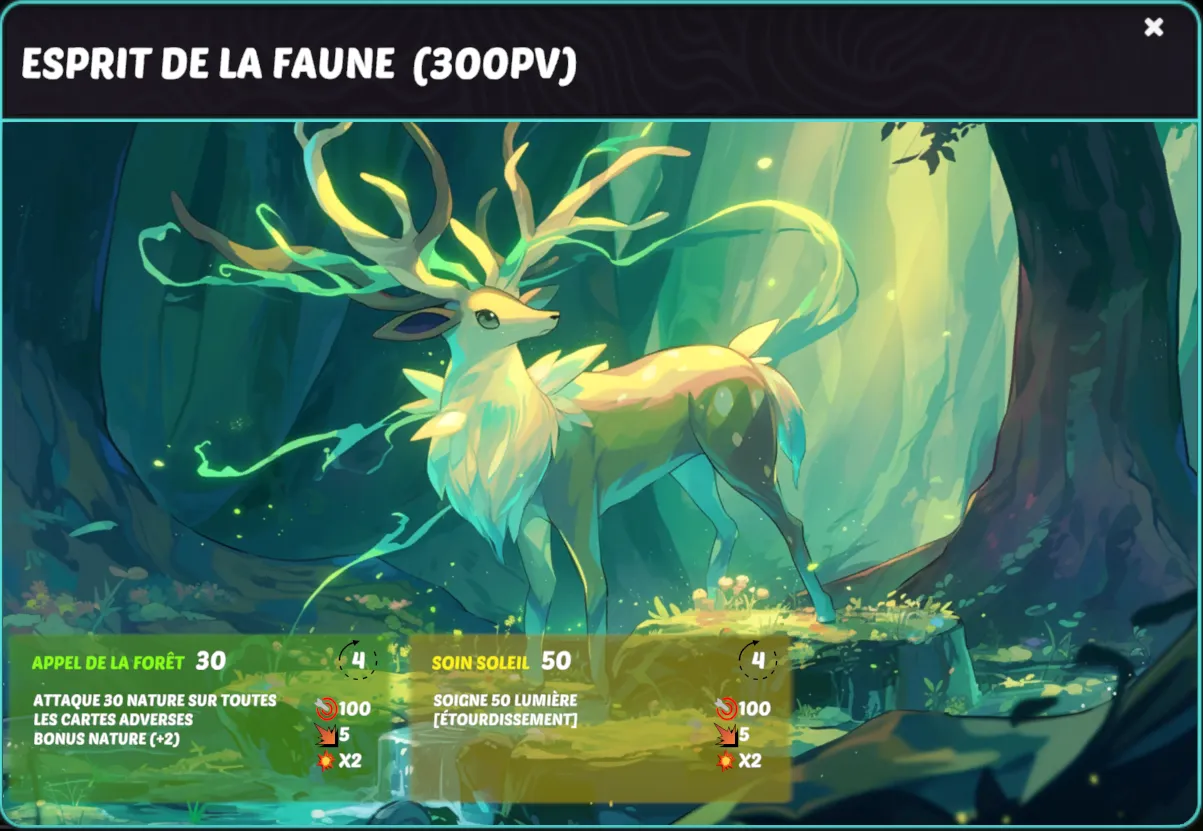 ESPRIT DE LA FAUNE (300PV)
APPEL DE LA FORÊT 30
4
ATTAQUE 30 NATURE SUR TOUTES
LES CARTES ADVERSES
BONUS NATURE (+2)
100
5
X2
SOIN SOLEIL 50
4
SOIGNE 50 LUMIÈRE
[ÉTOURDISSEMENT]
100
5
X2